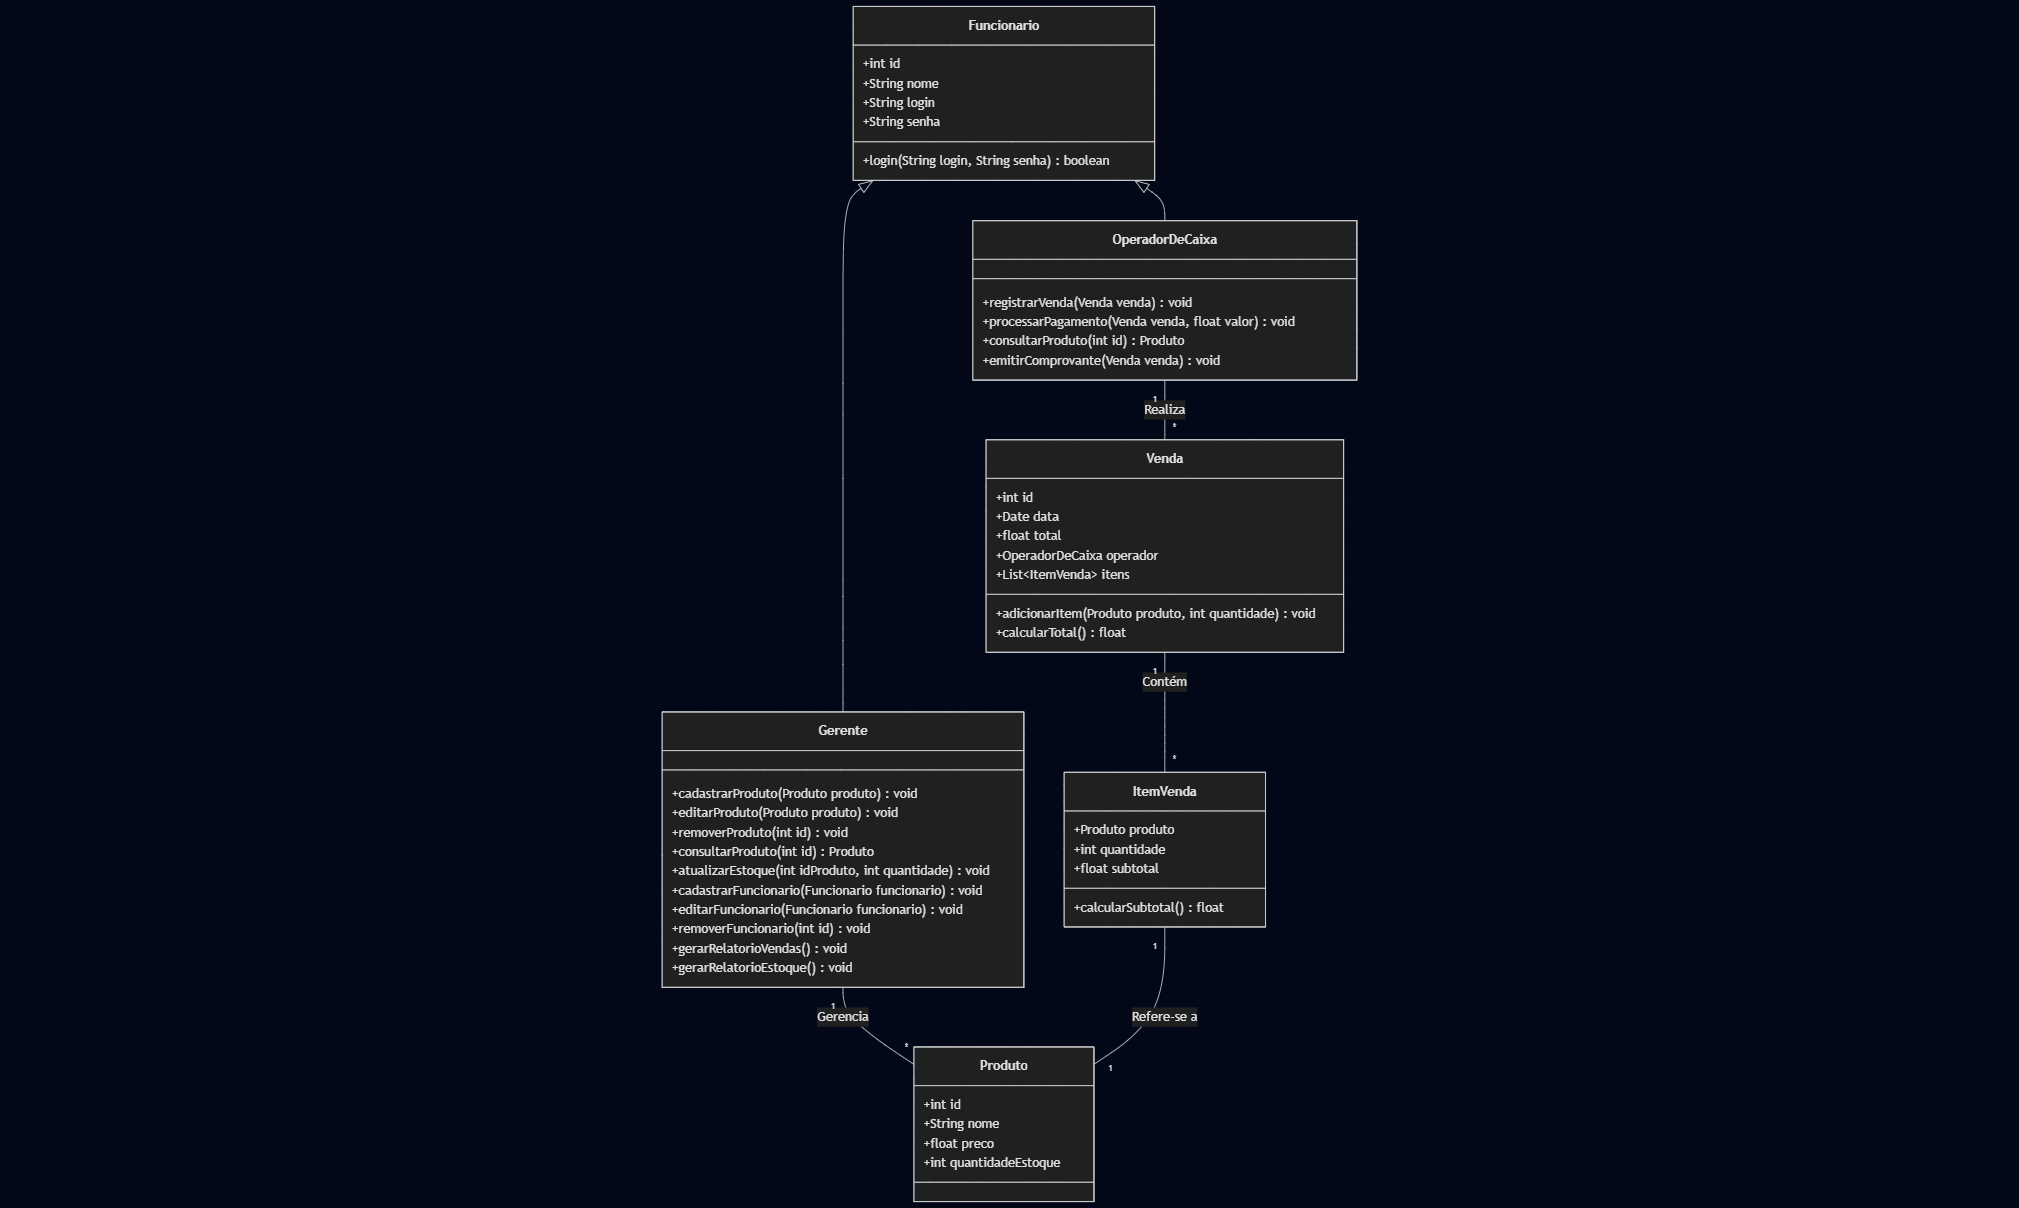 Funcionario
+int id
+String nome
+String login
+String senha
+login(String login, String senha) : boolean
OperadorDeCaixa
+registrarVenda(Venda venda) : void
+processarPagamento(Venda venda, float valor) : void
+consultarProduto(int id) : Produto
+emitirComprovante(Venda venda) : void
1
Realiza
*
Venda
+int id
+Date data
+float total
+OperadorDeCaixa operador
+List<ItemVenda> itens
+adicionarItem(Produto produto, int quantidade) : void
+calcularTotal() : float
1
Contém
*
Gerente
+cadastrarProduto(Produto produto) : void
+editarProduto(Produto produto) : void
+removerProduto(int id) : void
+consultarProduto(int id) : Produto
+atualizarEstoque(int idProduto, int quantidade) : void
+cadastrarFuncionario(Funcionario funcionario) : void
+editarFuncionario(Funcionario funcionario) : void
+removerFuncionario(int id) : void
+gerarRelatorioVendas() : void
+gerarRelatorioEstoque() : void
ItemVenda
+Produto produto
+int quantidade
+float subtotal
+calcularSubtotal() : float
1
Gerencia
*
1
Refere-se a
1
Produto
+int id
+String nome
+float preco
+int quantidadeEstoque